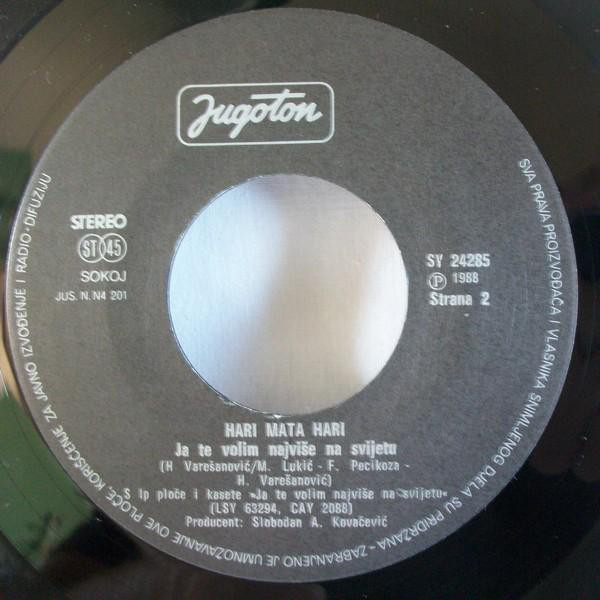 Jugoton
STEREO
ST 45
SOKOJ
JUS. N. N4 201
SY 24285
Ⓟ 1988
Strana 2
HARI MATA HARI
Ja te volim najviše na svijetu
(H Varešanović/M. Lukić - F. Pecikoza -
H. Varešanović)
S lp ploče i kasete »Ja te volim najviše na svijetu«
(LSY 63294, CAY 2088)
Producent: Slobodan A. Kovačević
SVA PRAVA PROIZVOĐAČA I VLASNIKA SNIMLJENOG DJELA SU PRIDRŽANA - ZABRANJENO JE UMNOŽAVANJE OVE PLOČE, KORIŠĆENJE ZA JAVNO IZVOĐENJE I RADIO-DIFUZIJU